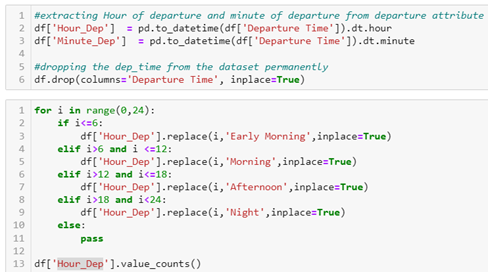 1 #extracting Hour of departure and minute of departure from departure attribute
2 df['Hour_Dep']  = pd.to_datetime(df['Departure Time']).dt.hour
3 df['Minute_Dep']  = pd.to_datetime(df['Departure Time']).dt.minute
4
5 #dropping the dep_time from the dataset permanently
6 df.drop(columns='Departure Time', inplace=True)
1 for i in range(0,24):
2     if i<=6:
3         df['Hour_Dep'].replace(i,'Early Morning',inplace=True)
4     elif i>6 and i <=12:
5         df['Hour_Dep'].replace(i,'Morning',inplace=True)
6     elif i>12 and i<=18:
7         df['Hour_Dep'].replace(i,'Afternoon',inplace=True)
8     elif i>18 and i<24:
9         df['Hour_Dep'].replace(i,'Night',inplace=True)
10     else:
11         pass
12
13 df['Hour_Dep'].value_counts()